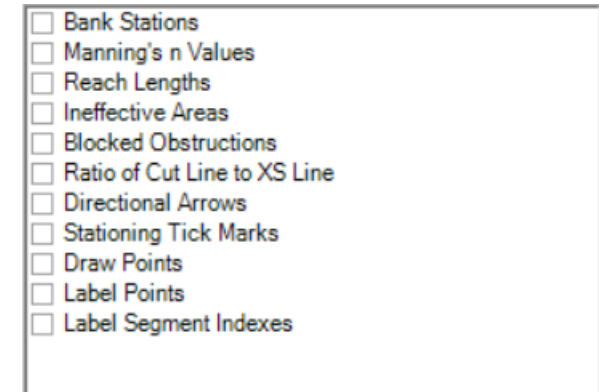 Bank Stations
Manning's n Values
Reach Lengths
Ineffective Areas
Blocked Obstructions
Ratio of Cut Line to XS Line
Directional Arrows
Stationing Tick Marks
Draw Points
Label Points
Label Segment Indexes